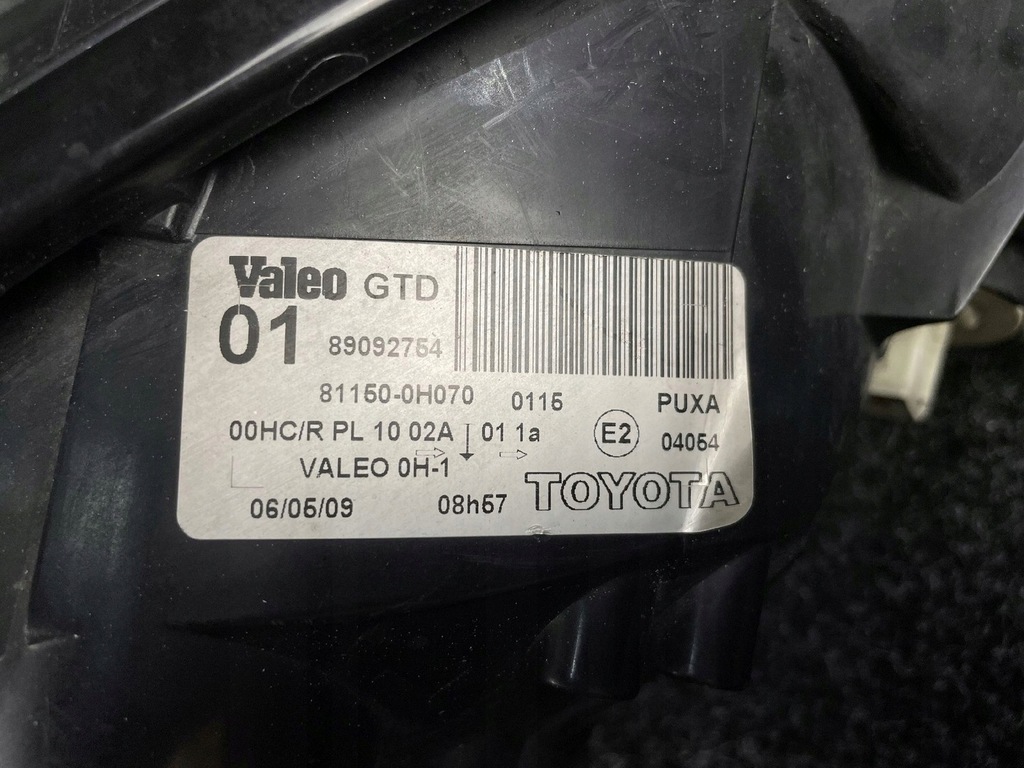 Valeo GTD
01 89092754
81150-0H070 0115 PUXA
00HC/R PL 10 02A 01 1a E2 04054
VALEO 0H-1 TOYOTA
06/05/09 08h57